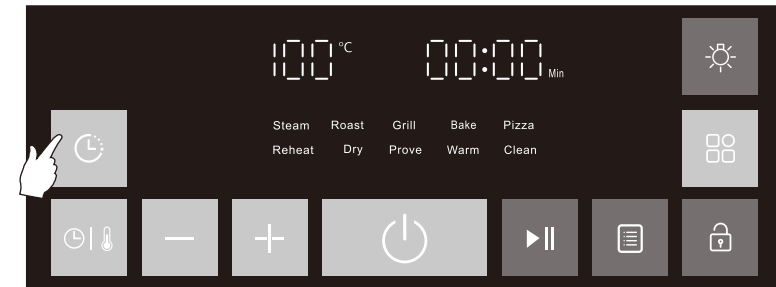 100 °C 00:00 Min
Steam Roast Grill Bake Pizza
Reheat Dry Prove Warm Clean